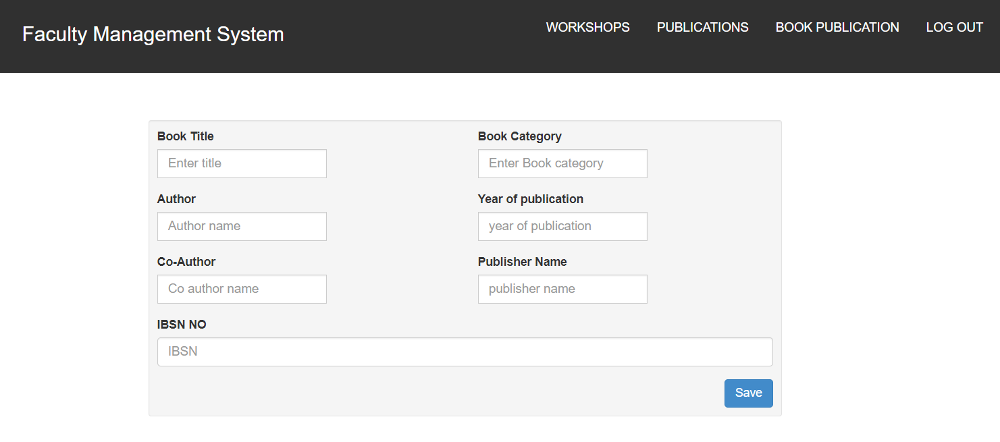 Faculty Management System
WORKSHOPS PUBLICATIONS BOOK PUBLICATION LOG OUT
Book Title Book Category
Enter title Enter Book category
Author Year of publication
Author name year of publication
Co-Author Publisher Name
Co author name publisher name
IBSN NO
IBSN
Save